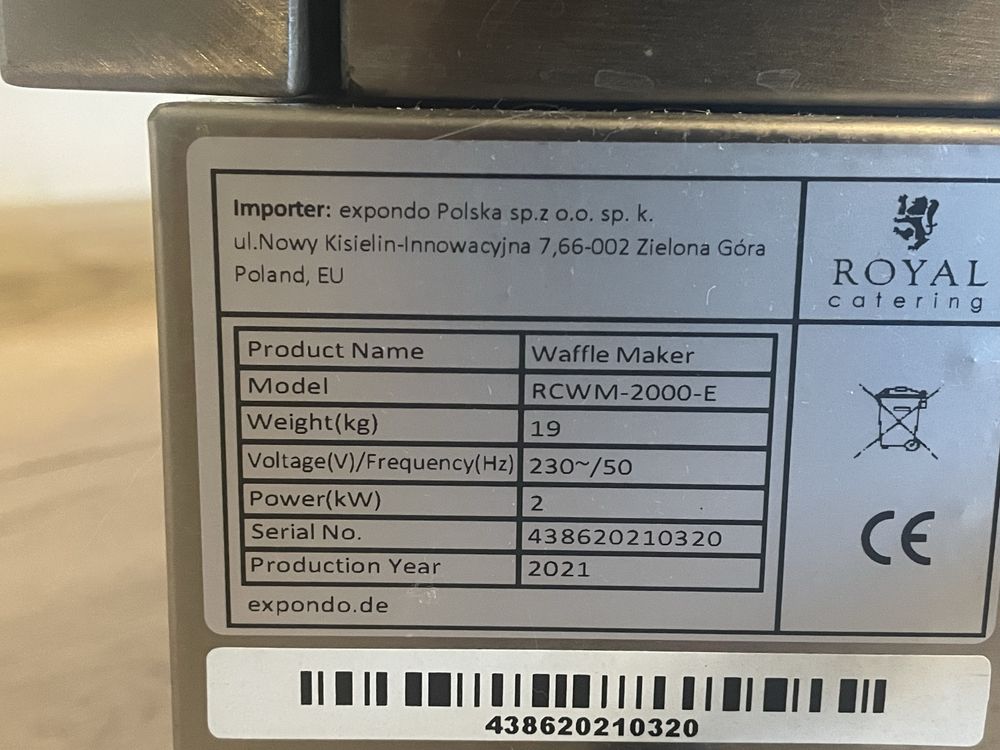 Importer: expondo Polska sp.z o.o. sp. k.
ul.Nowy Kisielin-Innowacyjna 7,66-002 Zielona Góra
Poland, EU
ROYAL
catering
Product Name Waffle Maker
Model RCWM-2000-E
Weight(kg) 19
Voltage(V)/Frequency(Hz) 230~/50
Power(kW) 2
Serial No. 438620210320
Production Year 2021
expondo.de
CE
438620210320